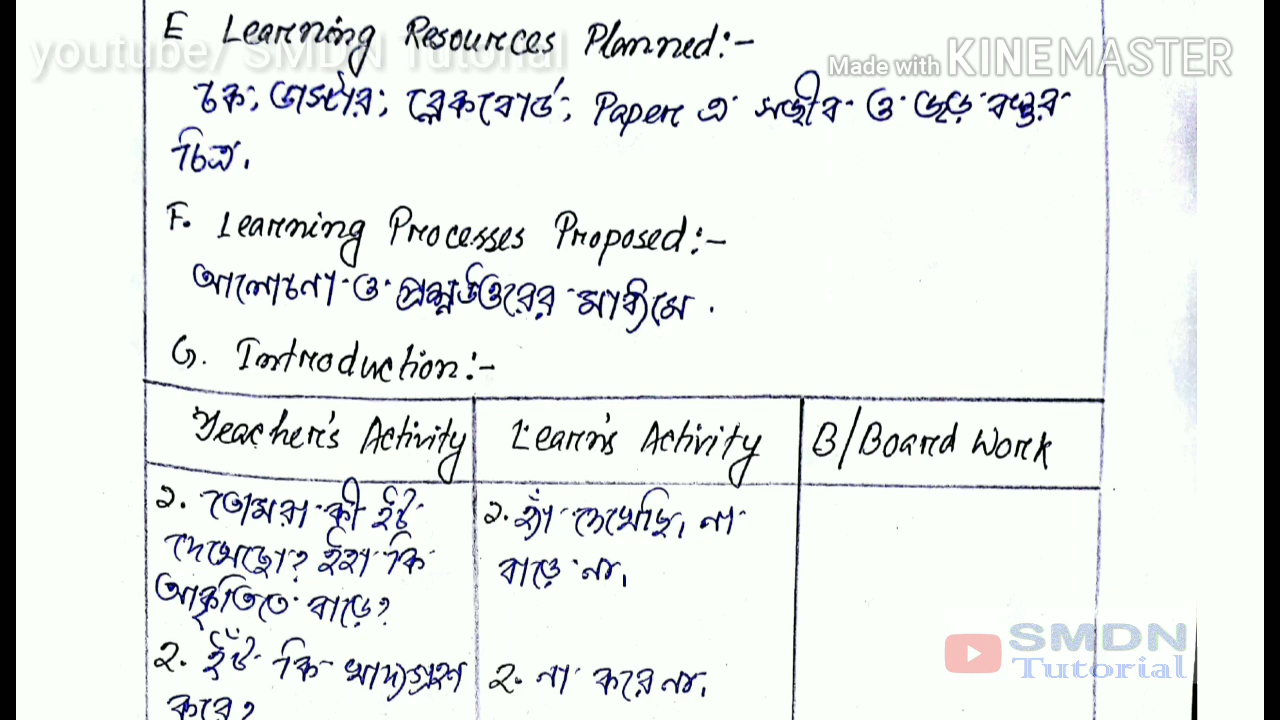 youtube/ SMDN Tutorial
Made with KINEMASTER
E Learning Resources Planned:-
চক, ডাস্টার, ব্লেকবোর্ড, Paper এ সজীব ও জড় বস্তুর
চিত্র.
F. Learning Processes Proposed:-
আলোচনা ও প্রশ্নউত্তরের মাধ্যমে.
G. Introduction:-
Teacher's Activity Learn's Activity B/Board Work
১. তোমরা কী ইট ১. হ্যাঁ দেখেছি, না
দেখেছো? ইহা কি বাড়ে না.
আকৃতিতে বাড়ে?
২. ইঁট কি খাদ্যগ্রহণ ২. না করে না.
করে?
SMDN
Tutorial